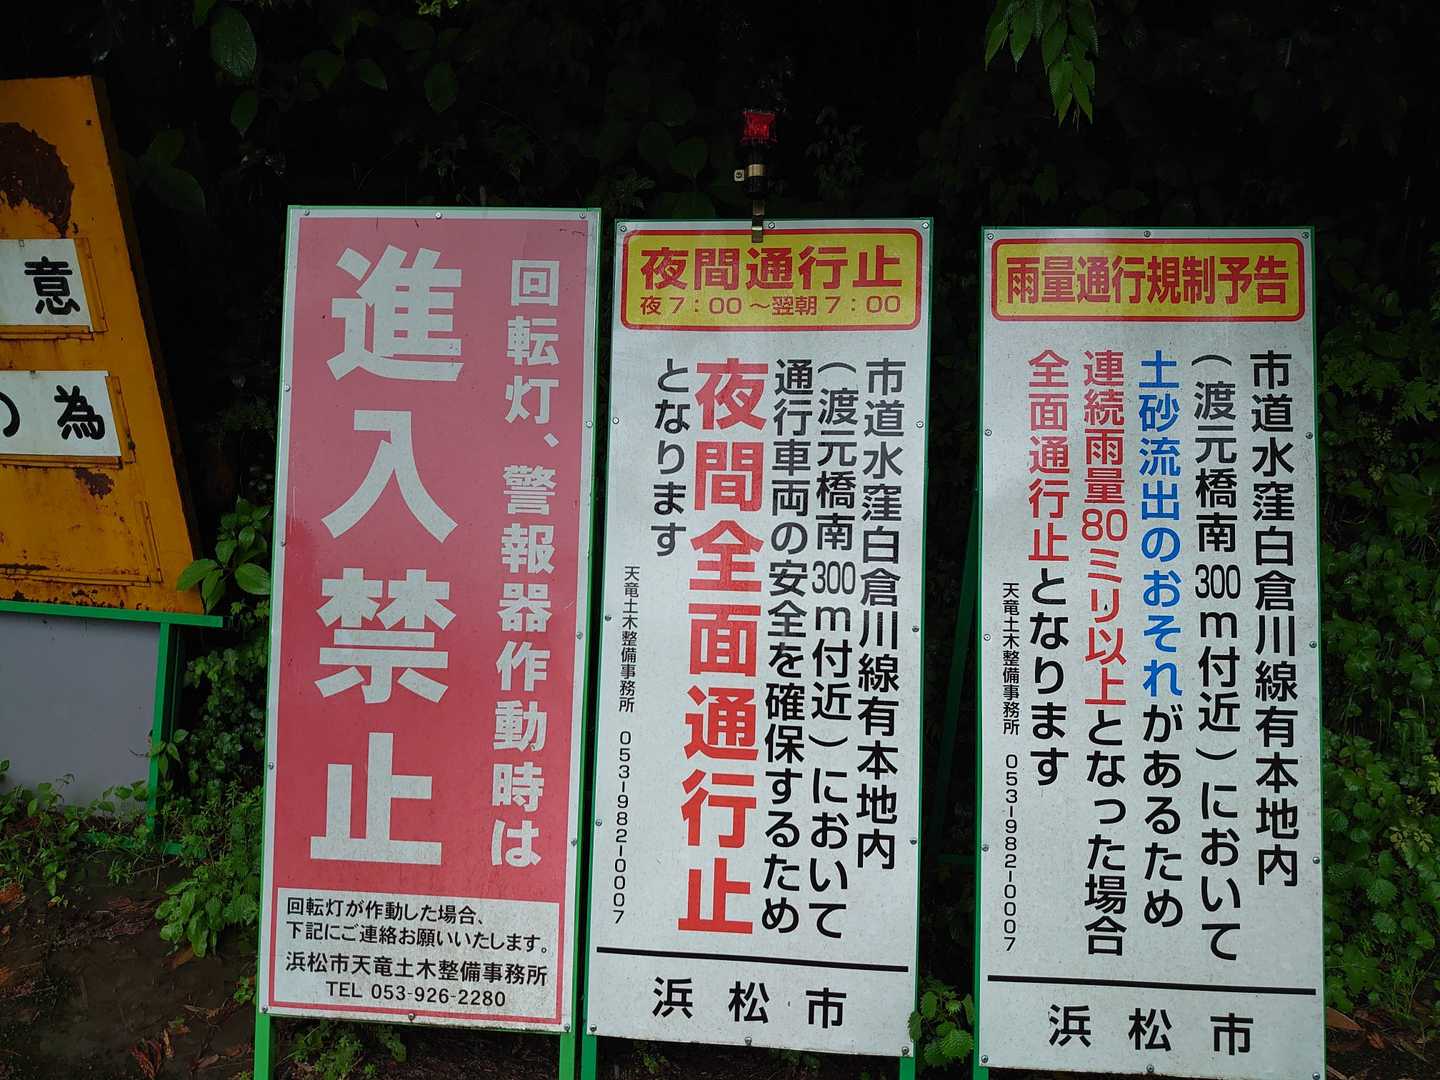 意
の為
回転灯、警報器作動時は
進入禁止
回転灯が作動した場合、
下記にご連絡お願いいたします。
浜松市天竜土木整備事務所
TEL 053-926-2280
夜間通行止
夜7:00～翌朝7:00
市道水窪白倉川線有本地内
（渡元橋南300m付近）において
通行車両の安全を確保するため
夜間全面通行止
となります
天竜土木整備事務所 053-982-0007
浜松市
雨量通行規制予告
市道水窪白倉川線有本地内
（渡元橋南300m付近）において
土砂流出のおそれがあるため
連続雨量80ミリ以上となった場合
全面通行止となります
天竜土木整備事務所 053-982-0007
浜松市